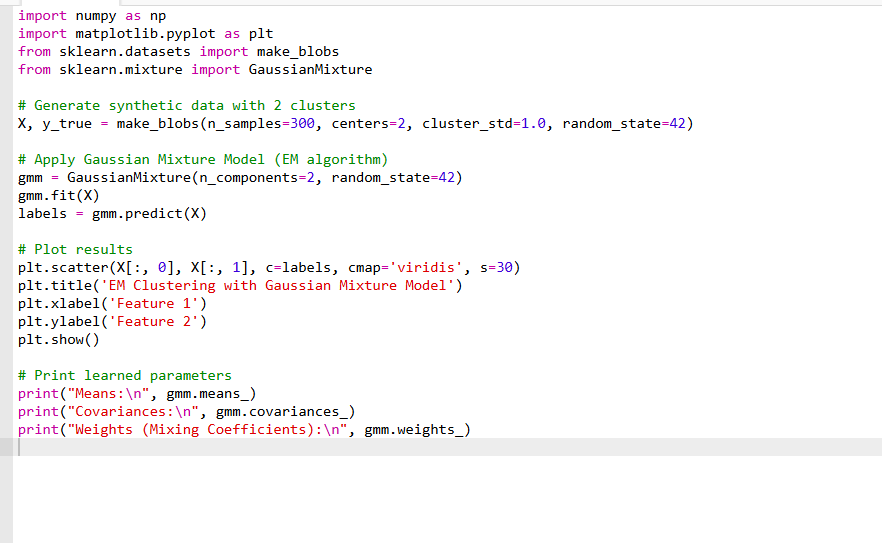 import numpy as np
import matplotlib.pyplot as plt
from sklearn.datasets import make_blobs
from sklearn.mixture import GaussianMixture
# Generate synthetic data with 2 clusters
X, y_true = make_blobs(n_samples=300, centers=2, cluster_std=1.0, random_state=42)
# Apply Gaussian Mixture Model (EM algorithm)
gmm = GaussianMixture(n_components=2, random_state=42)
gmm.fit(X)
labels = gmm.predict(X)
# Plot results
plt.scatter(X[:, 0], X[:, 1], c=labels, cmap='viridis', s=30)
plt.title('EM Clustering with Gaussian Mixture Model')
plt.xlabel('Feature 1')
plt.ylabel('Feature 2')
plt.show()
# Print learned parameters
print("Means:\n", gmm.means_)
print("Covariances:\n", gmm.covariances_)
print("Weights (Mixing Coefficients):\n", gmm.weights_)